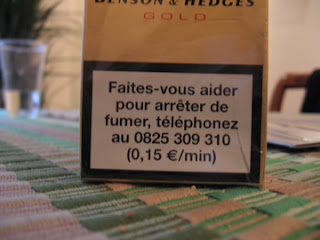 BENSON & HEDGES
GOLD
Faites-vous aider
pour arrêter de
fumer, téléphonez
au 0825 309 310
(0,15 €/min)